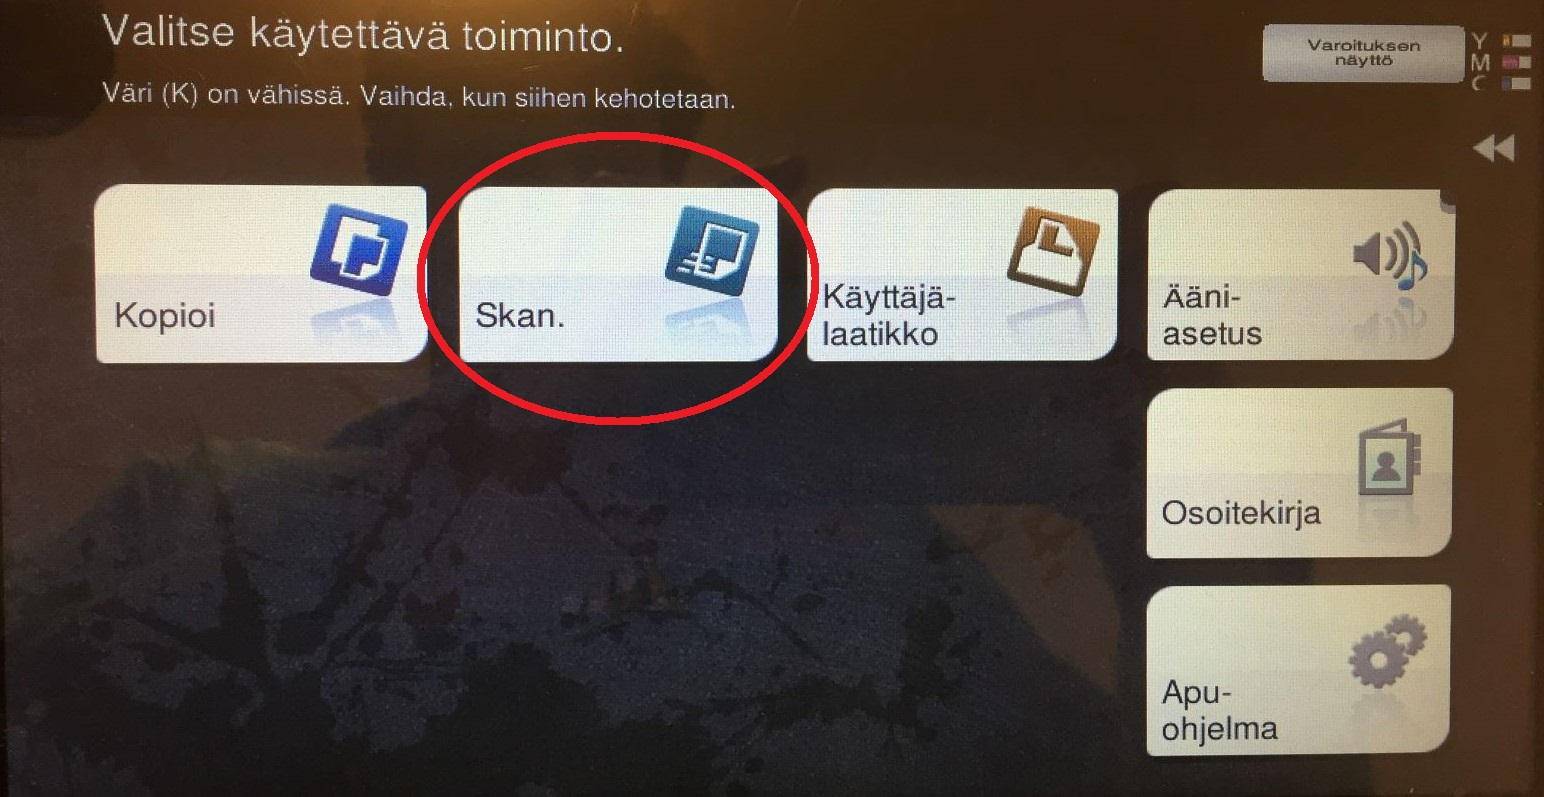 Valitse käytettävä toiminto.
Väri (K) on vähissä. Vaihda, kun siihen kehotetaan.
Varoituksen
näyttö
Y
M
C
Kopioi
Skan.
Käyttäjä-
laatikko
Ääni-
asetus
Osoitekirja
Apu-
ohjelma